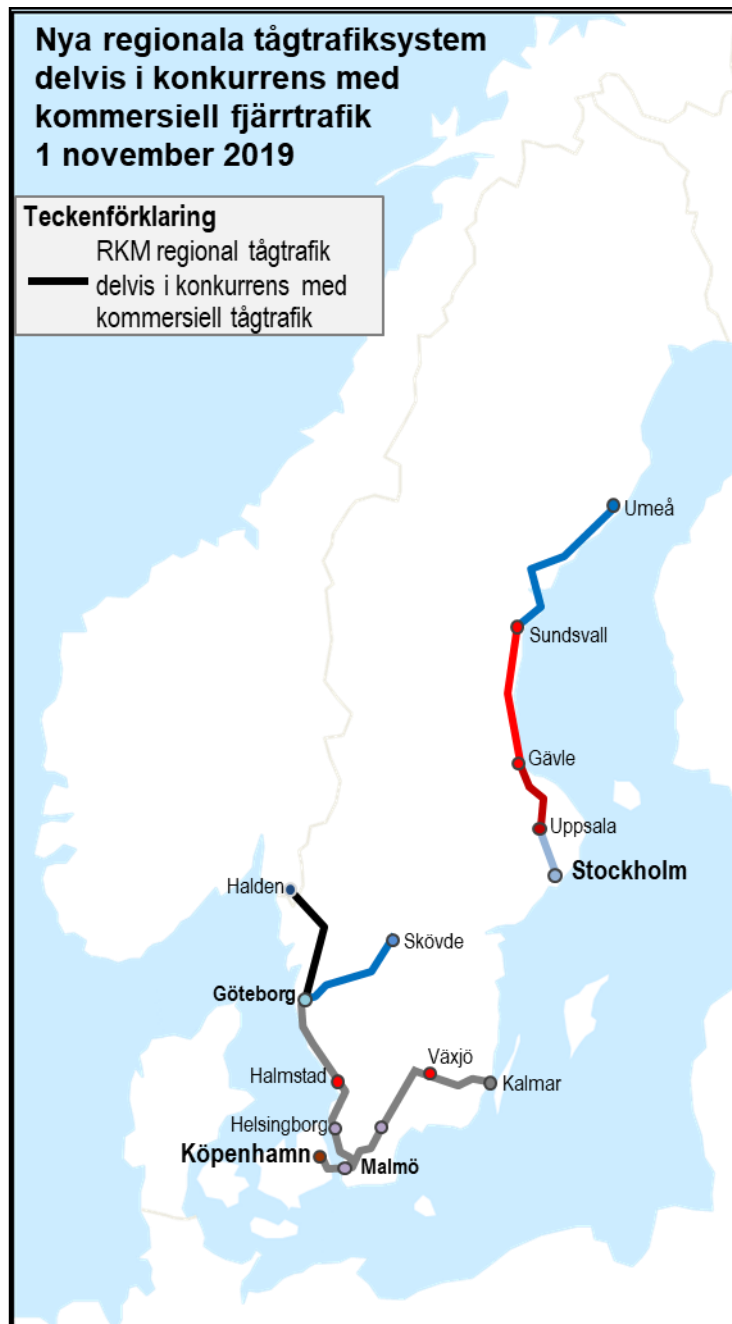 Nya regionala tågtrafiksystem
delvis i konkurrens med
kommersiell fjärrtrafik
1 november 2019
Teckenförklaring
RKM regional tågtrafik
delvis i konkurrens med
kommersiell tågtrafik
Umeå
Sundsvall
Gävle
Uppsala
Stockholm
Halden
Skövde
Göteborg
Växjö
Halmstad
Kalmar
Helsingborg
Köpenhamn
Malmö